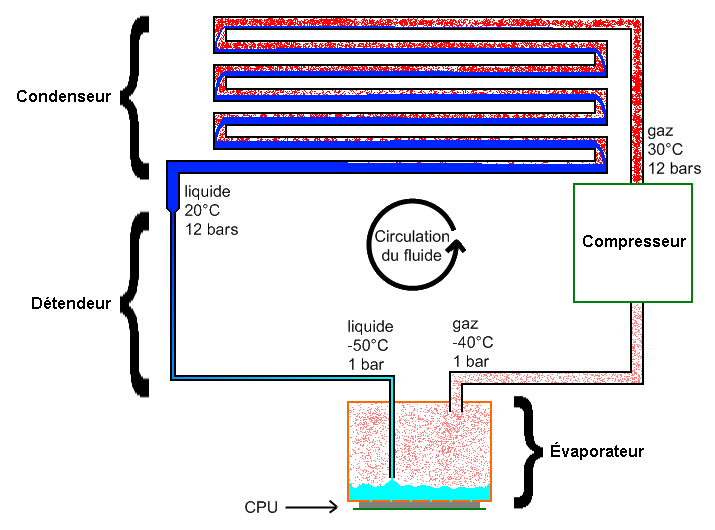 Condenseur
gaz
30°C
12 bars
liquide
20°C
12 bars
Circulation
du fluide
Compresseur
Détendeur
liquide
-50°C
1 bar
gaz
-40°C
1 bar
Évaporateur
CPU